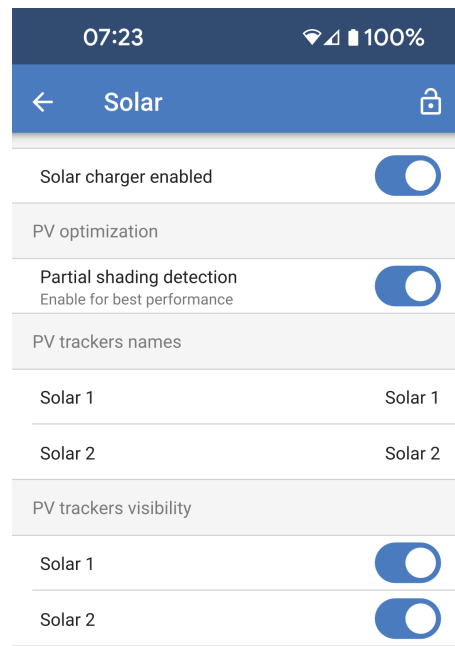 07:23 100%
Solar
Solar charger enabled
PV optimization
Partial shading detection
Enable for best performance
PV trackers names
Solar 1 Solar 1
Solar 2 Solar 2
PV trackers visibility
Solar 1
Solar 2